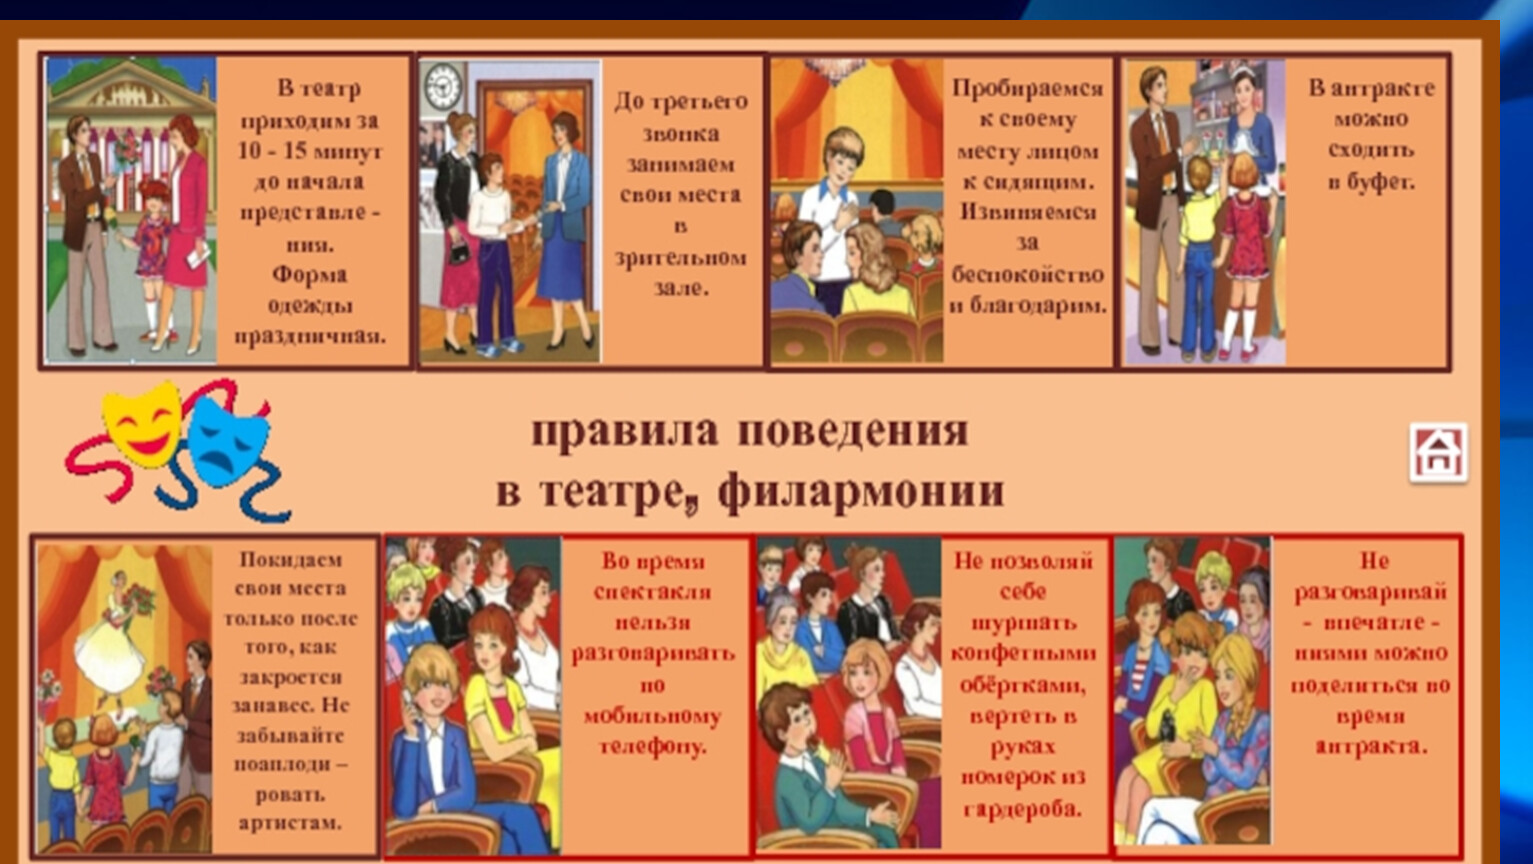 В театр
приходим за
10 - 15 минут
до начала
представле -
ния.
Форма
одежды
праздничная.
До третьего
звонка
занимаем
свои места
в
зрительном
зале.
Пробираемся
к своему
месту лицом
к сидящим.
Извиняемся
за
беспокойство
и благодарим.
В антракте
можно
сходить
в буфет.
правила поведения
в театре, филармонии
Покидаем
свои места
только после
того, как
закроется
занавес. Не
забывайте
поаплоди –
ровать
артистам.
Во время
спектакля
нельзя
разговаривать
по
мобильному
телефону.
Не позволяй
себе
шуршать
конфетными
обёртками,
вертеть в
руках
номерок из
гардероба.
Не
разговаривай
- впечатле -
ниями можно
поделиться во
время
антракта.